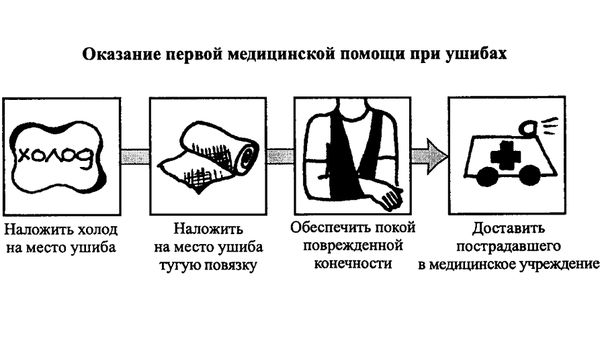 Оказание первой медицинской помощи при ушибах
холод
Наложить холод
на место ушиба
Наложить
на место ушиба
тугую повязку
Обеспечить покой
поврежденной
конечности
Доставить
пострадавшего
в медицинское учреждение